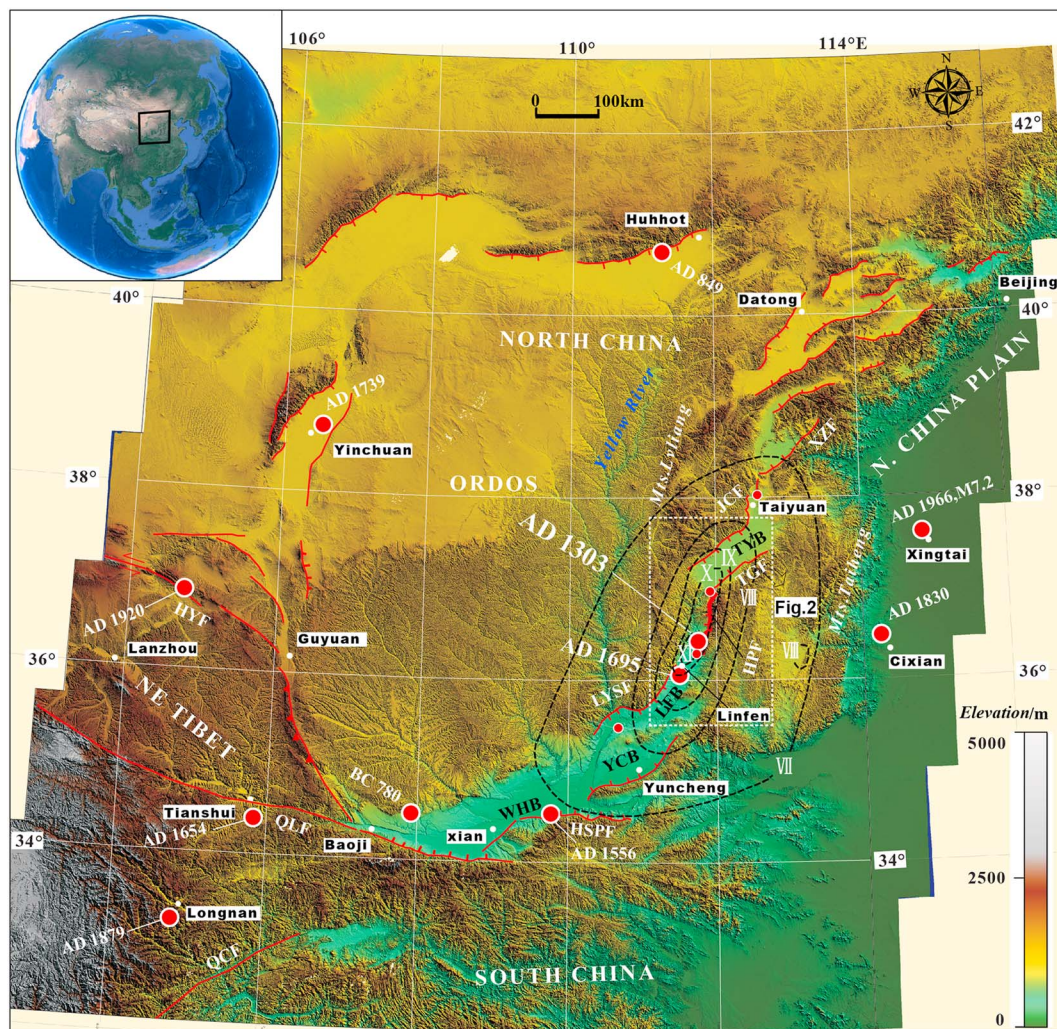 106°
110°
114°E
N
W
E
S
0
100km
42°
Huhhot
AD 849
Beijing
40°
Datong
40°
NORTH CHINA
AD 1739
Yinchuan
Yellow River
Mts.Lvliang
XZF
N. CHINA PLAIN
38°
ORDOS
JCF
Taiyuan
38°
AD 1966,M7.2
Xingtai
AD 1303
TYB
Ⅸ
Ⅹ
TGF
Ⅷ
Mts Taiheng
Fig.2
AD 1920
HYF
AD 1830
Lanzhou
Guyuan
AD 1695
Ⅺ
HPF
Ⅷ
Cixian
36°
36°
LYSF
LFB
Linfen
NE TIBET
Elevation/m
5000
YCB
Ⅶ
BC 780
Yuncheng
WHB
Tianshui
AD 1654
QLF
xian
HSPF
Baoji
AD 1556
34°
34°
2500
Longnan
AD 1879
QCF
SOUTH CHINA
0